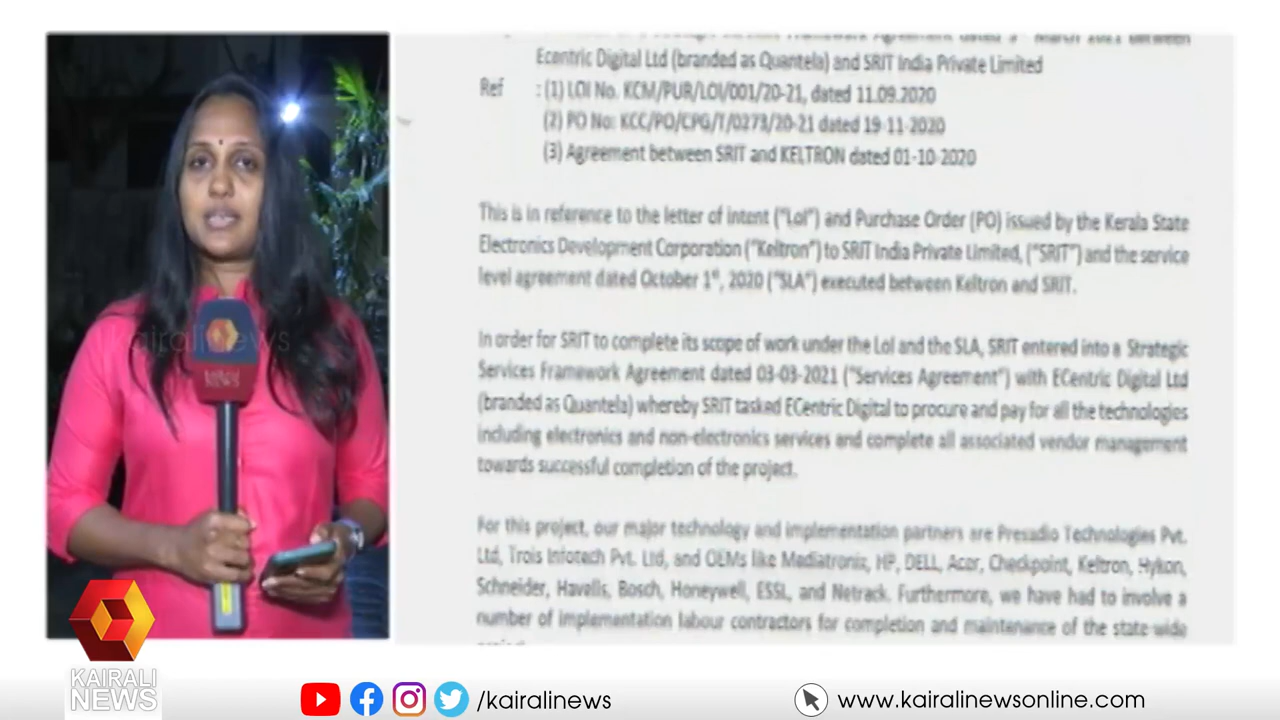 Ecentric Digital Ltd (branded as Quantela) and SRIT India Private Limited
Ref : (1) LOI No. KCM/PUR/LOI/001/20-21, dated 11.09.2020
(2) PO No: KCC/PO/CPG/T/0273/20-21 dated 19-11-2020
(3) Agreement between SRIT and KELTRON dated 01-10-2020
This is in reference to the letter of intent ("LoI") and Purchase Order (PO) issued by the Kerala State
Electronics Development Corporation ("Keltron") to SRIT India Private Limited, ("SRIT") and the service
level agreement dated October 1st, 2020 ("SLA") executed between Keltron and SRIT.
In order for SRIT to complete its scope of work under the LoI and the SLA, SRIT entered into a Strategic
Services Framework Agreement dated 03-03-2021 ("Services Agreement") with ECentric Digital Ltd
(branded as Quantela) whereby SRIT tasked ECentric Digital to procure and pay for all the technologies
including electronics and non-electronics services and complete all associated vendor management
towards successful completion of the project.
For this project, our major technology and implementation partners are Presadio Technologies Pvt.
Ltd, Trois Infotech Pvt. Ltd, and OEMs like Mediatronix, HP, DELL, Acer, Checkpoint, Keltron, Hykon,
Schneider, Havells, Bosch, Honeywell, ESSL, and Netrack. Furthermore, we have had to involve a
number of implementation labour contractors for completion and maintenance of the state-wide
kairalinews
NEWS
KAIRALI
NEWS
/kairalinews
www.kairalinewsonline.com